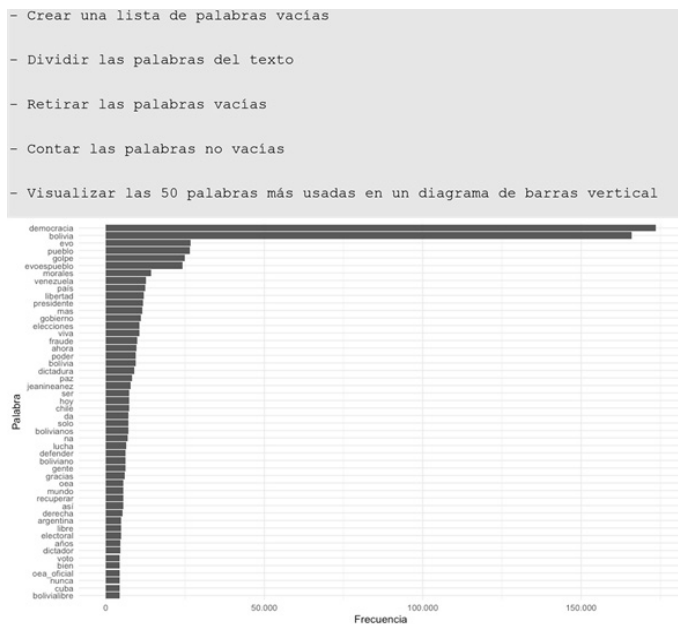 - Crear una lista de palabras vacías
- Dividir las palabras del texto
- Retirar las palabras vacías
- Contar las palabras no vacías
- Visualizar las 50 palabras más usadas en un diagrama de barras vertical
democracia
bolivia
evo
pueblo
golpe
evoespueblo
morales
venezuela
país
libertad
presidente
mas
gobierno
elecciones
viva
fraude
ahora
poder
bolívia
dictadura
paz
jeanineanez
ser
hoy
chile
da
solo
bolivianos
na
lucha
defender
boliviano
gente
gracias
oea
mundo
recuperar
así
derecha
argentina
libre
electoral
años
dictador
voto
bien
oea_oficial
nunca
cuba
bolivialibre
Palabra
0 50.000 100.000 150.000
Frecuencia